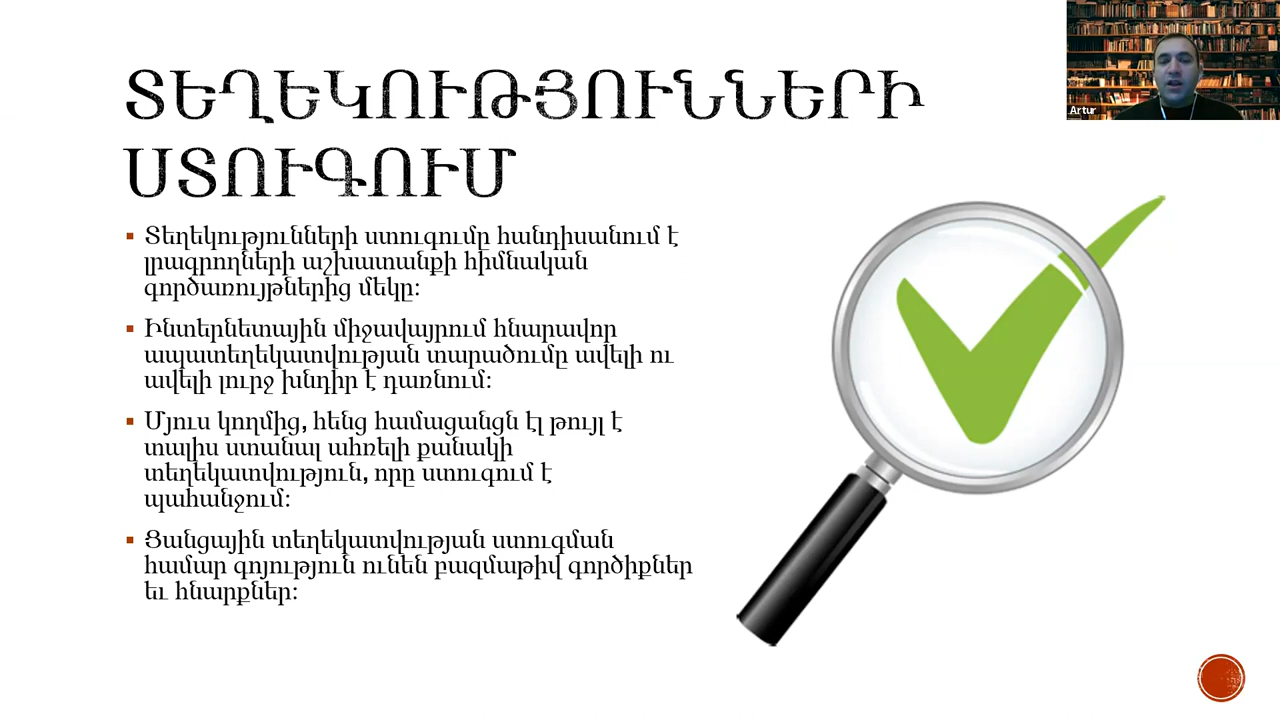 ՏԵՂԵԿՈՒԹՅՈՒՆՆԵՐԻ
ՍՏՈՒԳՈՒՄ
Տեղեկությունների ստուգումը հանդիսանում է
լրագրողների աշխատանքի հիմնական
գործառույթներից մեկը:
Ինտերնետային միջավայրում հնարավոր
ապատեղեկատվության տարածումը ավելի ու
ավելի լուրջ խնդիր է դառնում:
Մյուս կողմից, հենց համացանցն էլ թույլ է
տալիս ստանալ ահռելի քանակի
տեղեկատվություն, որը ստուգում է
պահանջում:
Ցանցային տեղեկատվության ստուգման
համար գոյություն ունեն բազմաթիվ գործիքներ
եւ հնարքներ:
Artur